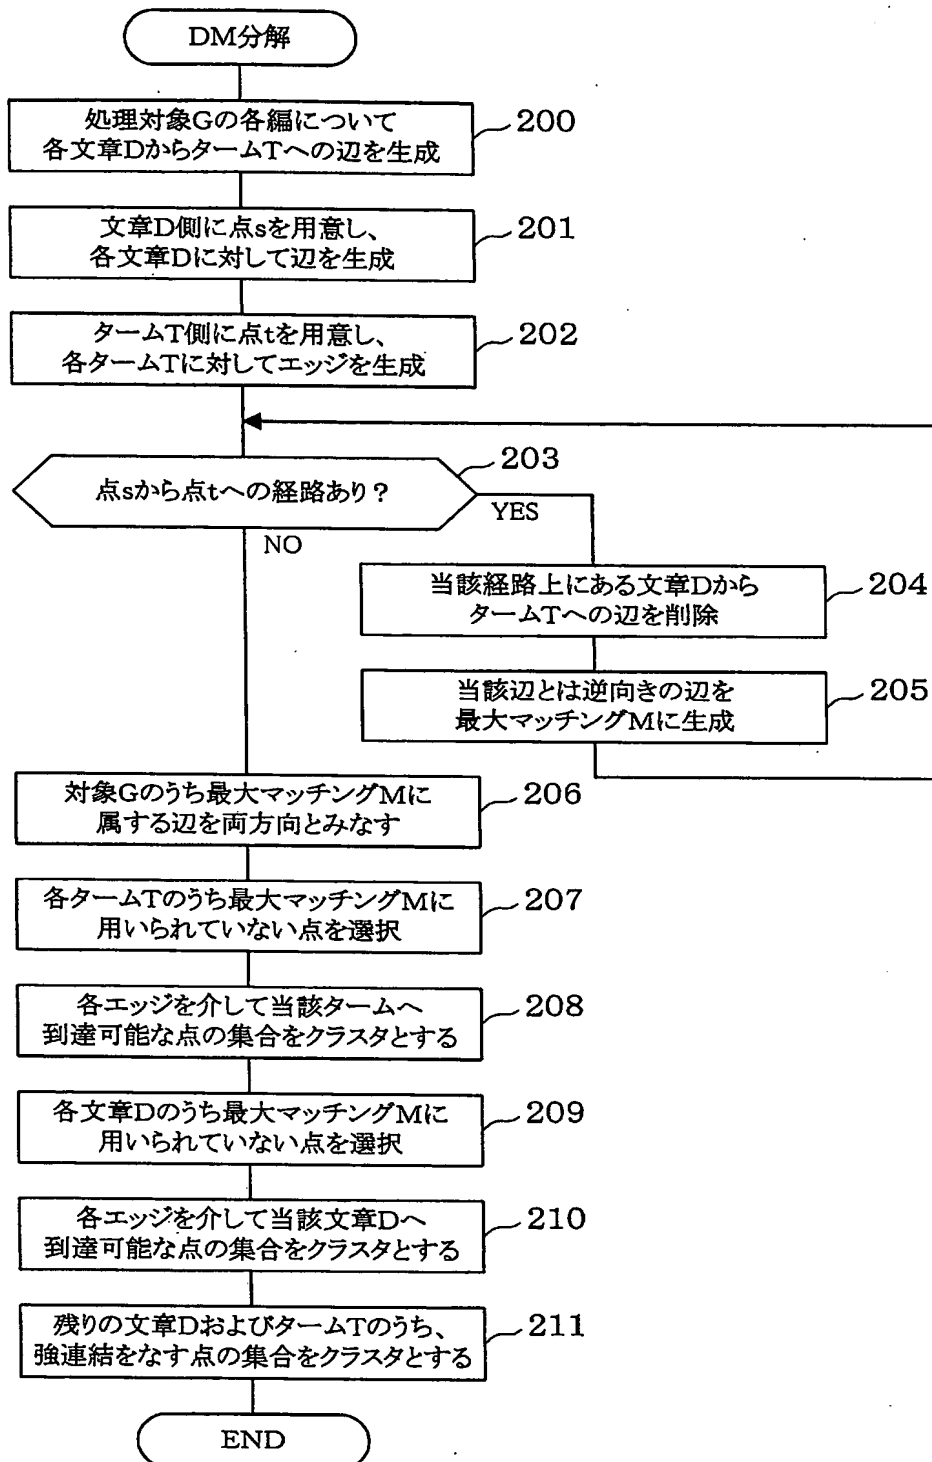 DM分解
処理対象Gの各編について
各文章DからタームTへの辺を生成
200
文章D側に点sを用意し、
各文章Dに対して辺を生成
201
タームT側に点tを用意し、
各タームTに対してエッジを生成
202
点sから点tへの経路あり?
203
YES
NO
当該経路上にある文章Dから
タームTへの辺を削除
204
当該辺とは逆向きの辺を
最大マッチングMに生成
205
対象Gのうち最大マッチングMに
属する辺を両方向とみなす
206
各タームTのうち最大マッチングMに
用いられていない点を選択
207
各エッジを介して当該タームへ
到達可能な点の集合をクラスタとする
208
各文章Dのうち最大マッチングMに
用いられていない点を選択
209
各エッジを介して当該文章Dへ
到達可能な点の集合をクラスタとする
210
残りの文章DおよびタームTのうち、
強連結をなす点の集合をクラスタとする
211
END